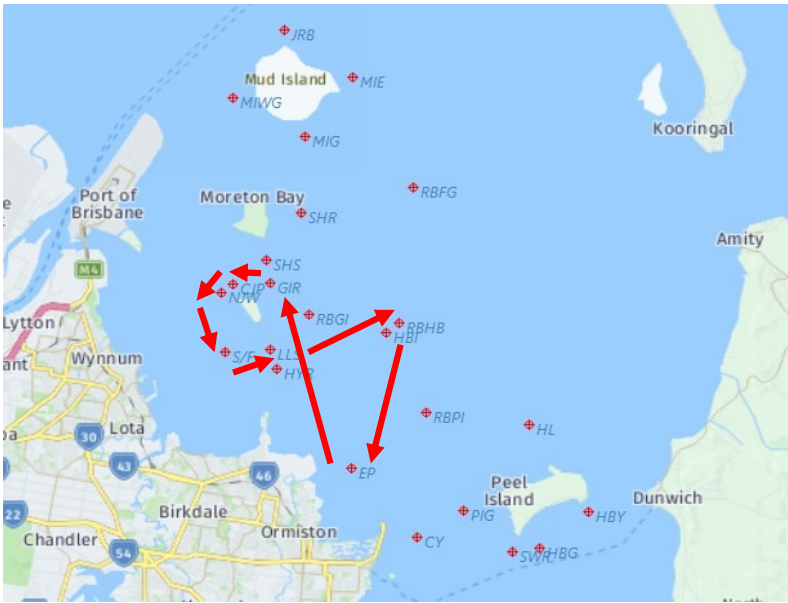 JRB
Mud Island
MIE
MIWG
MIG
Kooringal
RBFG
Port of
Brisbane
Moreton Bay
SHR
e
Amity
M4
SHS
CJP
GIR
NJW
RBGI
RBHB
HBI
Lytton
ant
Wynnum
S/F
LLS
RBPI
HL
Lota
30
43
46
EP
Peel
Island
Dunwich
22
Birkdale
PIG
HBY
Ormiston
Chandler
54
CY
SWR
HBG